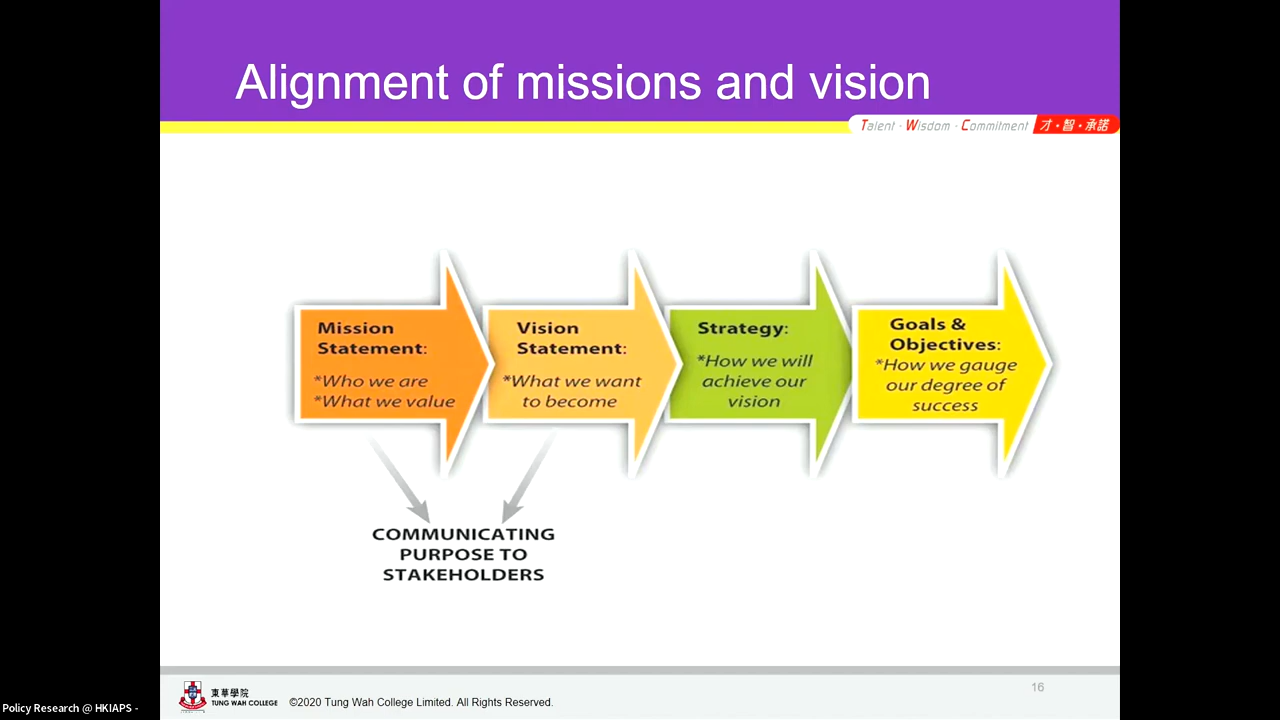 Alignment of missions and vision
Talent · Wisdom · Commitment 才·智·承諾
Mission
Statement:
*Who we are
*What we value
Vision
Statement:
*What we want
to become
Strategy:
*How we will
achieve our
vision
Goals &
Objectives:
*How we gauge
our degree of
success
COMMUNICATING
PURPOSE TO
STAKEHOLDERS
16
東華學院
TUNG WAH COLLEGE
©2020 Tung Wah College Limited. All Rights Reserved.
Policy Research @ HKIAPS -